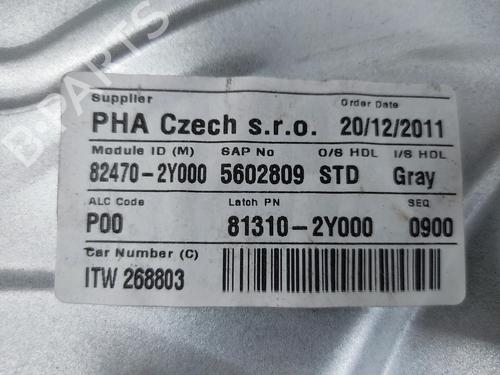 Supplier Order Date
PHA Czech s.r.o. 20/12/2011
Module ID (M) SAP No O/S HDL I/S HDL
82470-2Y000 5602809 STD Gray
ALC Code Latch PN SEQ
P00 81310-2Y000 0900
Car Number (C)
ITW 268803
B-PARTS